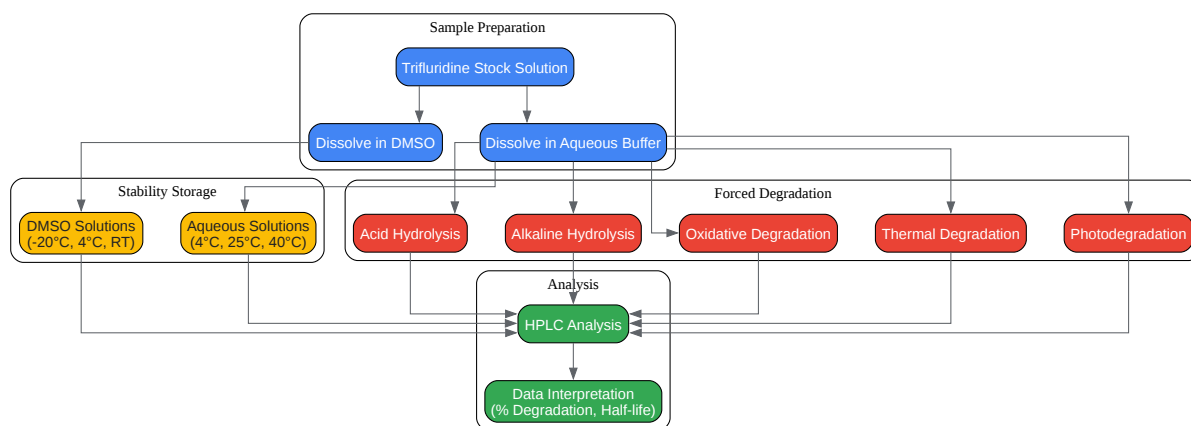 Sample Preparation
Trifluridine Stock Solution
Dissolve in DMSO
Dissolve in Aqueous Buffer
Stability Storage
DMSO Solutions
(-20°C, 4°C, RT)
Aqueous Solutions
(4°C, 25°C, 40°C)
Forced Degradation
Acid Hydrolysis
Alkaline Hydrolysis
Oxidative Degradation
Thermal Degradation
Photodegradation
Analysis
HPLC Analysis
Data Interpretation
(% Degradation, Half-life)